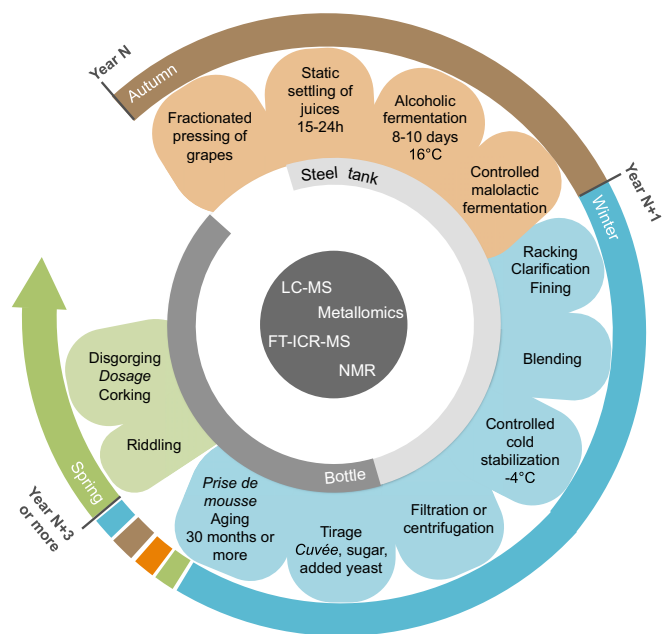 Year N
Autumn
Fractionated
pressing of
grapes
Static
settling of
juices
15-24h
Alcoholic
fermentation
8-10 days
16°C
Controlled
malolactic
fermentation
Year N+1
Winter
Racking
Clarification
Fining
Blending
Controlled
cold
stabilization
-4°C
Filtration or
centrifugation
Tirage
Cuvée, sugar,
added yeast
Prise de
mousse
Aging
30 months or
more
Year N+3
or more
Spring
Riddling
Disgorging
Dosage
Corking
Steel tank
Bottle
LC-MS
Metallomics
FT-ICR-MS
NMR